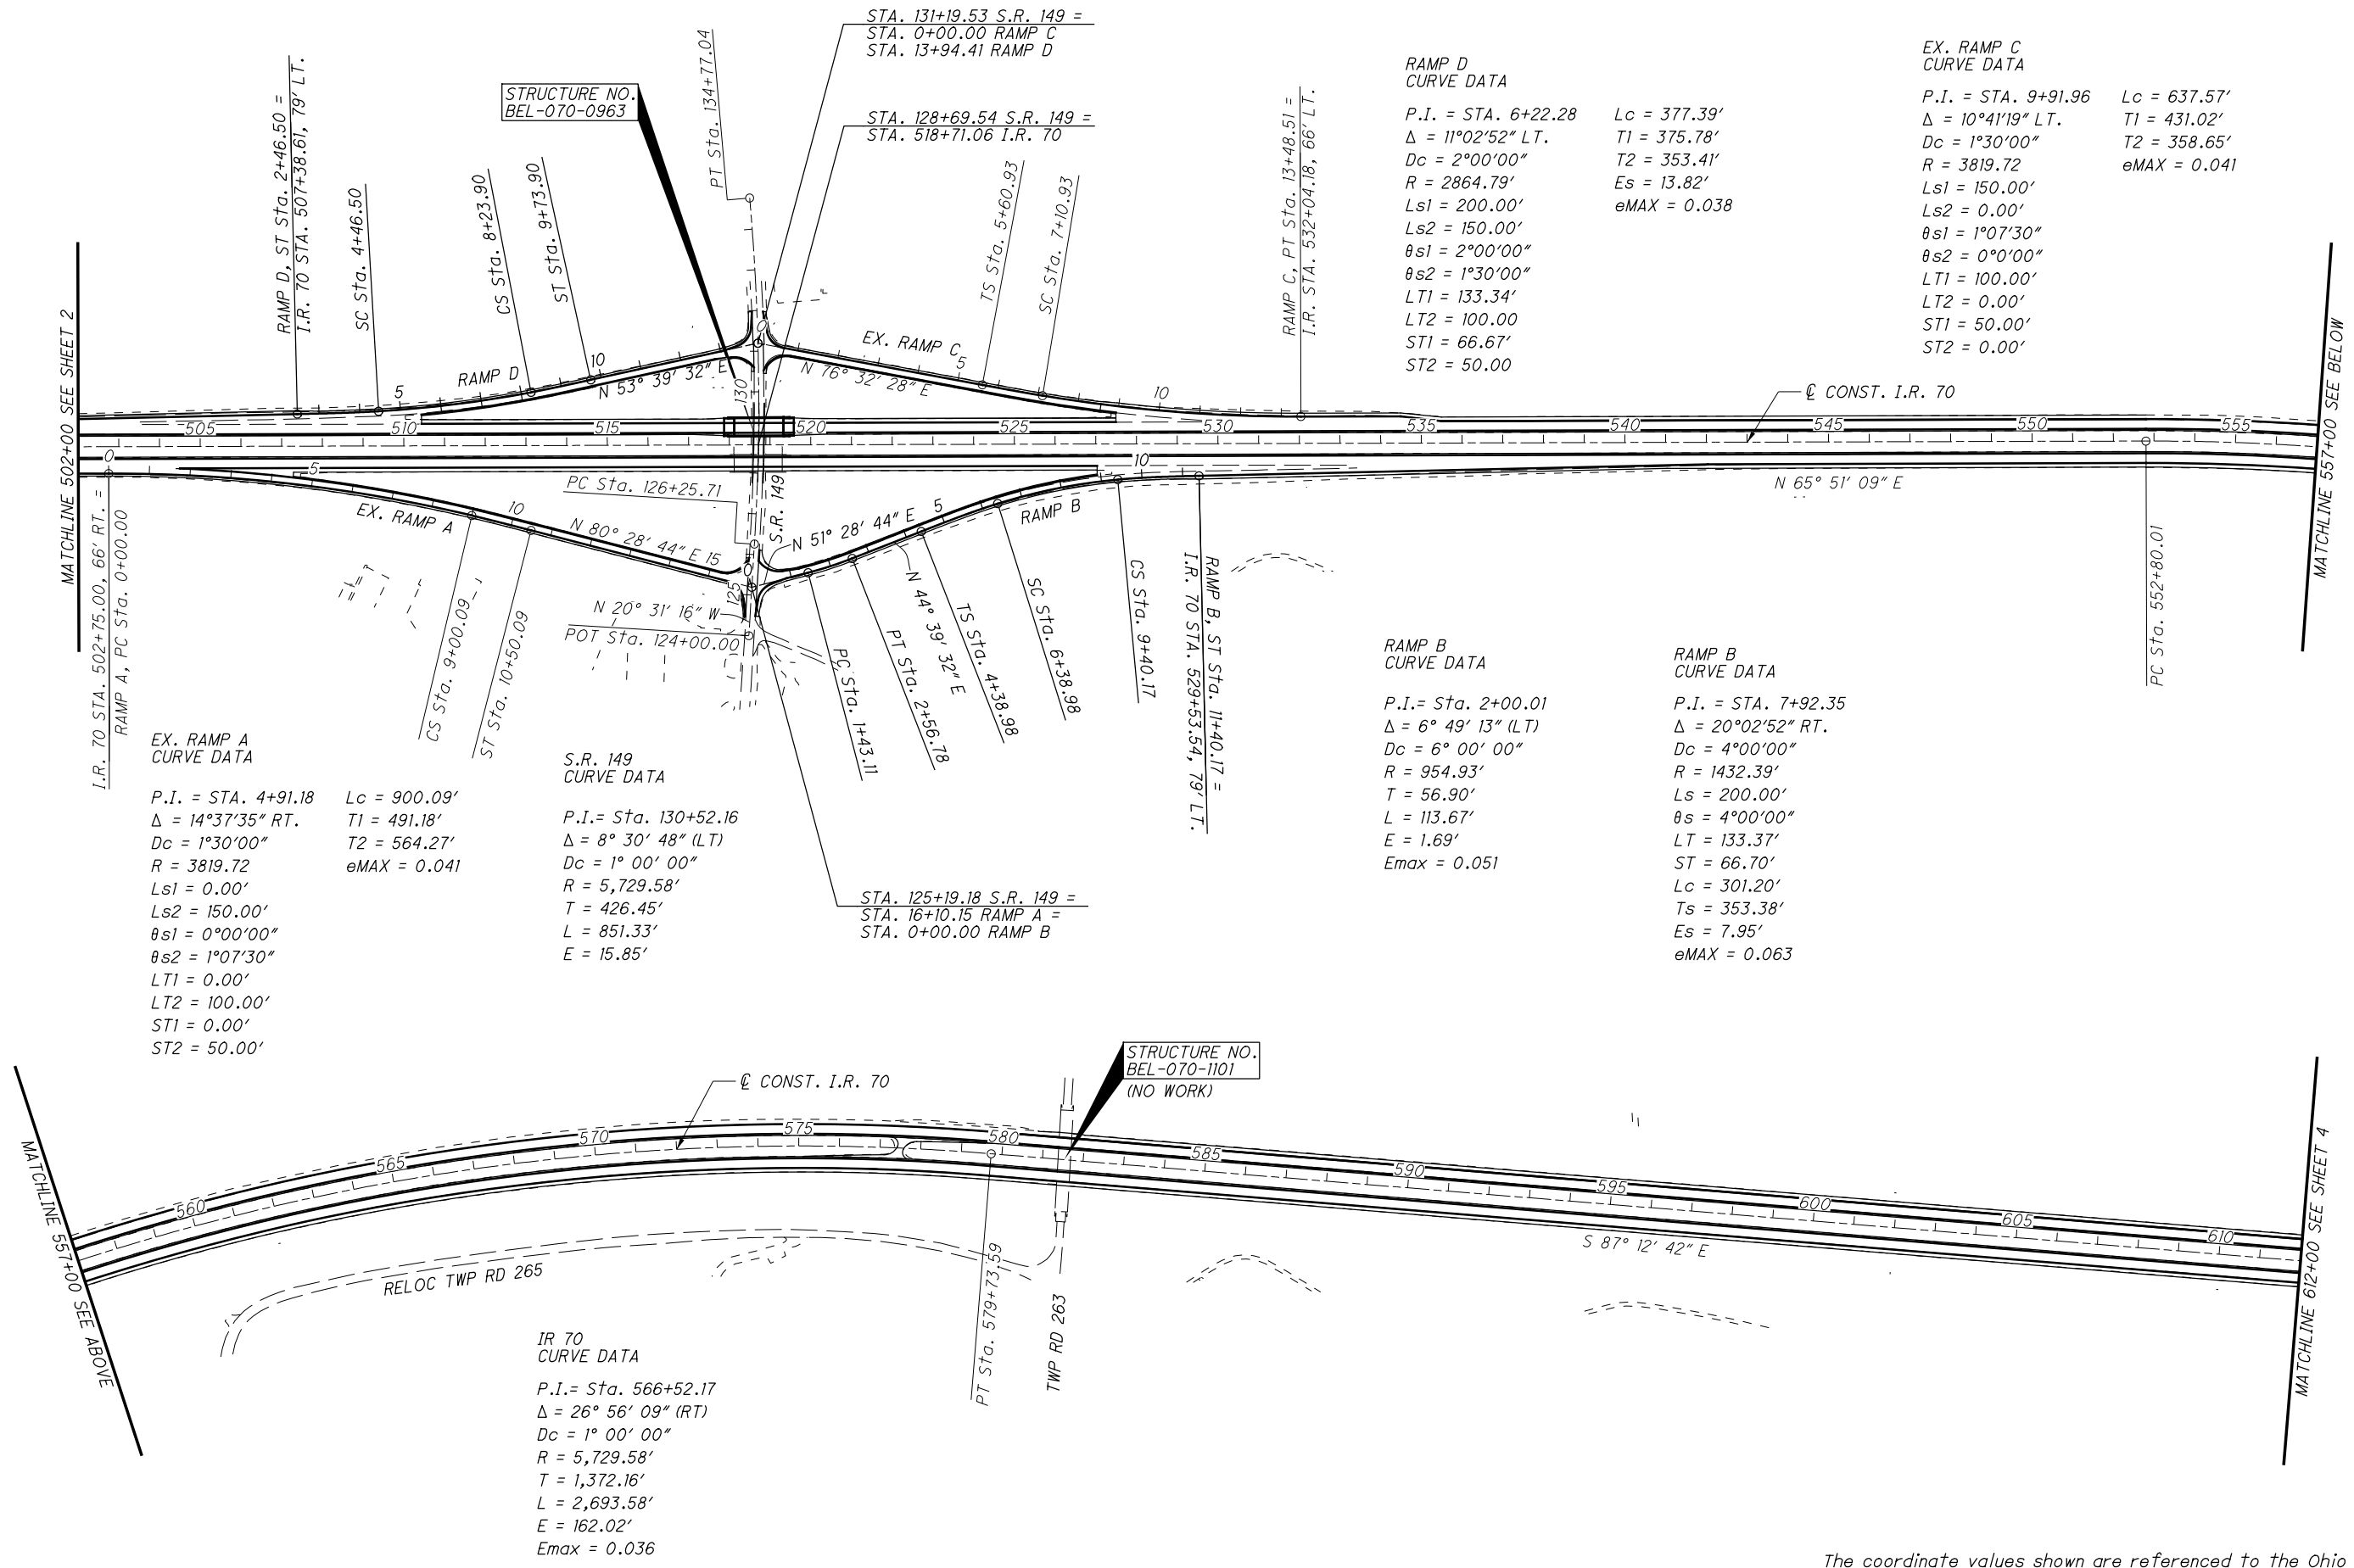 STA. 131+19.53 S.R. 149 =
STA. 0+00.00 RAMP C
STA. 13+94.41 RAMP D
STRUCTURE NO.
BEL-070-0963
STA. 128+69.54 S.R. 149 =
STA. 518+71.06 I.R. 70
PT Sta. 134+77.04
RAMP D, ST Sta. 2+46.50 =
I.R. 70 STA. 507+38.61, 79' LT.
SC Sta. 4+46.50
CS Sta. 8+23.90
ST Sta. 9+73.90
TS Sta. 5+60.93
SC Sta. 7+10.93
RAMP C, PT Sta. 13+48.51 =
I.R. STA. 532+04.18, 66' LT.
RAMP D
CURVE DATA
P.I. = STA. 6+22.28
Δ = 11°02'52" LT.
Dc = 2°00'00"
R = 2864.79'
Ls1 = 200.00'
Ls2 = 150.00'
θs1 = 2°00'00"
θs2 = 1°30'00"
LT1 = 133.34'
LT2 = 100.00
ST1 = 66.67'
ST2 = 50.00
Lc = 377.39'
T1 = 375.78'
T2 = 353.41'
Es = 13.82'
eMAX = 0.038
EX. RAMP C
CURVE DATA
P.I. = STA. 9+91.96
Δ = 10°41'19" LT.
Dc = 1°30'00"
R = 3819.72
Ls1 = 150.00'
Ls2 = 0.00'
θs1 = 1°07'30"
θs2 = 0°0'00"
LT1 = 100.00'
LT2 = 0.00'
ST1 = 50.00'
ST2 = 0.00'
Lc = 637.57'
T1 = 431.02'
T2 = 358.65'
eMAX = 0.041
MATCHLINE 502+00 SEE SHEET 2
MATCHLINE 557+00 SEE BELOW
5
RAMP D
10
N 53° 39' 32" E
0
130
EX. RAMP C
5
N 76° 32' 28" E
10
℄ CONST. I.R. 70
505
510
515
520
525
530
535
540
545
550
555
0
5
10
N 65° 51' 09" E
PC Sta. 126+25.71
S.R. 149
EX. RAMP A
10
N 80° 28' 44" E
15
0
125
N 51° 28' 44" E
5
RAMP B
N 44° 39' 32" E
N 20° 31' 16" W
POT Sta. 124+00.00
I.R. 70 STA. 502+75.00, 66' RT. =
RAMP A, PC Sta. 0+00.00
CS Sta. 9+00.09
ST Sta. 10+50.09
PC Sta. 1+43.11
PT Sta. 2+56.78
TS Sta. 4+38.98
SC Sta. 6+38.98
CS Sta. 9+40.17
RAMP B, ST Sta. 11+40.17 =
I.R. 70 STA. 529+53.54, 79' LT.
PC Sta. 552+80.01
EX. RAMP A
CURVE DATA
P.I. = STA. 4+91.18
Δ = 14°37'35" RT.
Dc = 1°30'00"
R = 3819.72
Ls1 = 0.00'
Ls2 = 150.00'
θs1 = 0°00'00"
θs2 = 1°07'30"
LT1 = 0.00'
LT2 = 100.00'
ST1 = 0.00'
ST2 = 50.00'
Lc = 900.09'
T1 = 491.18'
T2 = 564.27'
eMAX = 0.041
S.R. 149
CURVE DATA
P.I.= Sta. 130+52.16
Δ = 8° 30' 48" (LT)
Dc = 1° 00' 00"
R = 5,729.58'
T = 426.45'
L = 851.33'
E = 15.85'
STA. 125+19.18 S.R. 149 =
STA. 16+10.15 RAMP A =
STA. 0+00.00 RAMP B
RAMP B
CURVE DATA
P.I.= Sta. 2+00.01
Δ = 6° 49' 13" (LT)
Dc = 6° 00' 00"
R = 954.93'
T = 56.90'
L = 113.67'
E = 1.69'
Emax = 0.051
RAMP B
CURVE DATA
P.I. = STA. 7+92.35
Δ = 20°02'52" RT.
Dc = 4°00'00"
R = 1432.39'
Ls = 200.00'
θs = 4°00'00"
LT = 133.37'
ST = 66.70'
Lc = 301.20'
Ts = 353.38'
Es = 7.95'
eMAX = 0.063
STRUCTURE NO.
BEL-070-1101
(NO WORK)
℄ CONST. I.R. 70
MATCHLINE 557+00 SEE ABOVE
560
565
570
575
580
585
590
595
600
605
610
S 87° 12' 42" E
MATCHLINE 612+00 SEE SHEET 4
RELOC TWP RD 265
PT Sta. 579+73.59
TWP RD 263
IR 70
CURVE DATA
P.I.= Sta. 566+52.17
Δ = 26° 56' 09" (RT)
Dc = 1° 00' 00"
R = 5,729.58'
T = 1,372.16'
L = 2,693.58'
E = 162.02'
Emax = 0.036
The coordinate values shown are referenced to the Ohio